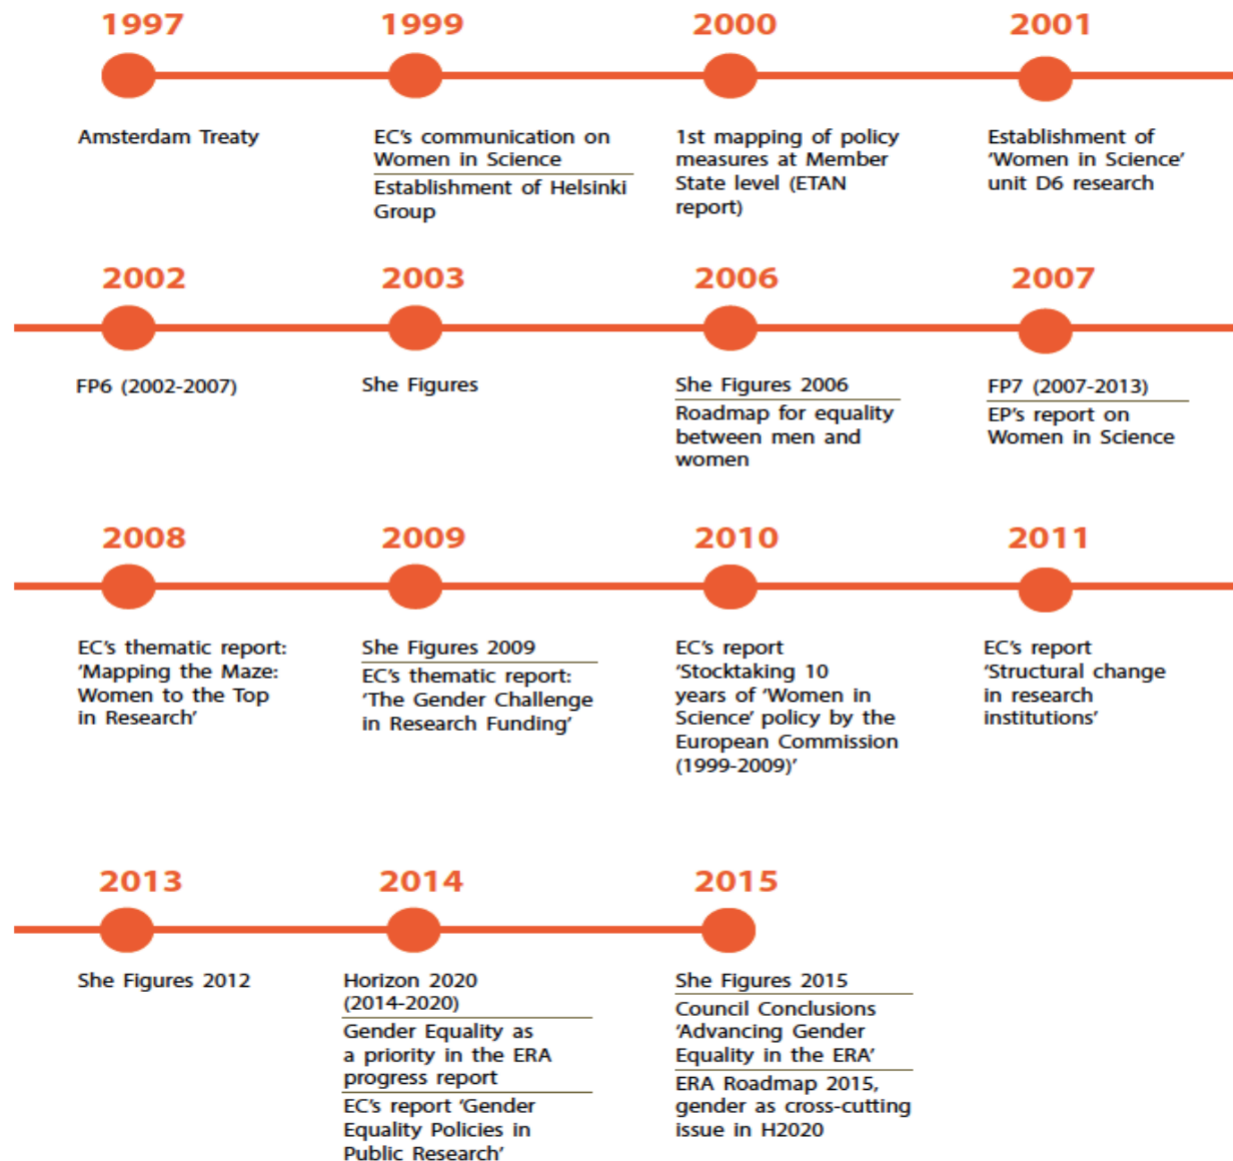 1997
1999
2000
2001
Amsterdam Treaty
EC's communication on
Women in Science
Establishment of Helsinki
Group
1st mapping of policy
measures at Member
State level (ETAN
report)
Establishment of
'Women in Science'
unit D6 research
2002
2003
2006
2007
FP6 (2002-2007)
She Figures
She Figures 2006
Roadmap for equality
between men and
women
FP7 (2007-2013)
EP's report on
Women in Science
2008
2009
2010
2011
EC's thematic report:
'Mapping the Maze:
Women to the Top
in Research'
She Figures 2009
EC's thematic report:
'The Gender Challenge
in Research Funding'
EC's report
'Stocktaking 10
years of 'Women in
Science' policy by the
European Commission
(1999-2009)'
EC's report
'Structural change
in research
institutions'
2013
2014
2015
She Figures 2012
Horizon 2020
(2014-2020)
Gender Equality as
a priority in the ERA
progress report
EC's report 'Gender
Equality Policies in
Public Research'
She Figures 2015
Council Conclusions
'Advancing Gender
Equality in the ERA'
ERA Roadmap 2015,
gender as cross-cutting
issue in H2020